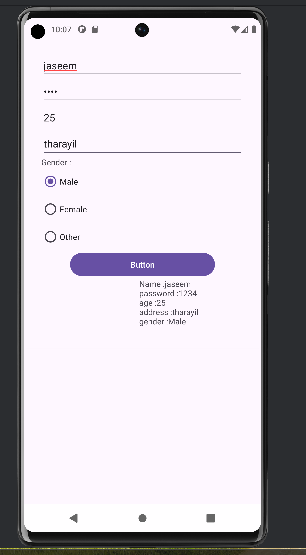 10:07
jaseem
••••
25
tharayil
Gender :
Male
Female
Other
Button
Name :jaseem
password :1234
age :25
address :tharayil
gender :Male